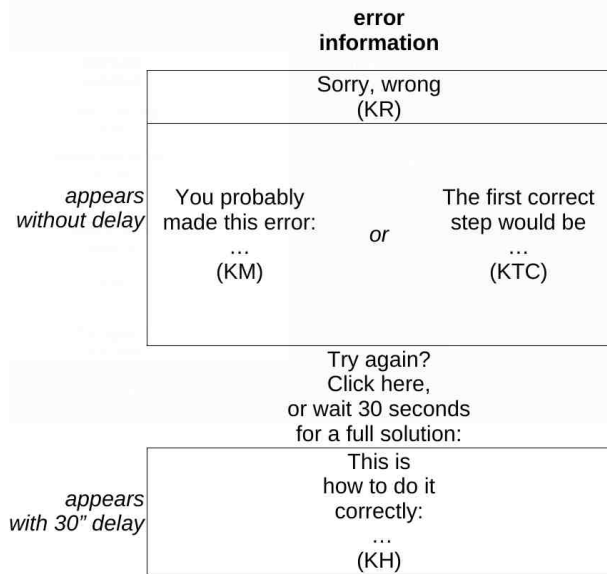 error
information
Sorry, wrong
(KR)
appears
without delay
You probably
made this error:
...
(KM)
or
The first correct
step would be
...
(KTC)
Try again?
Click here,
or wait 30 seconds
for a full solution:
appears
with 30” delay
This is
how to do it
correctly:
...
(KH)